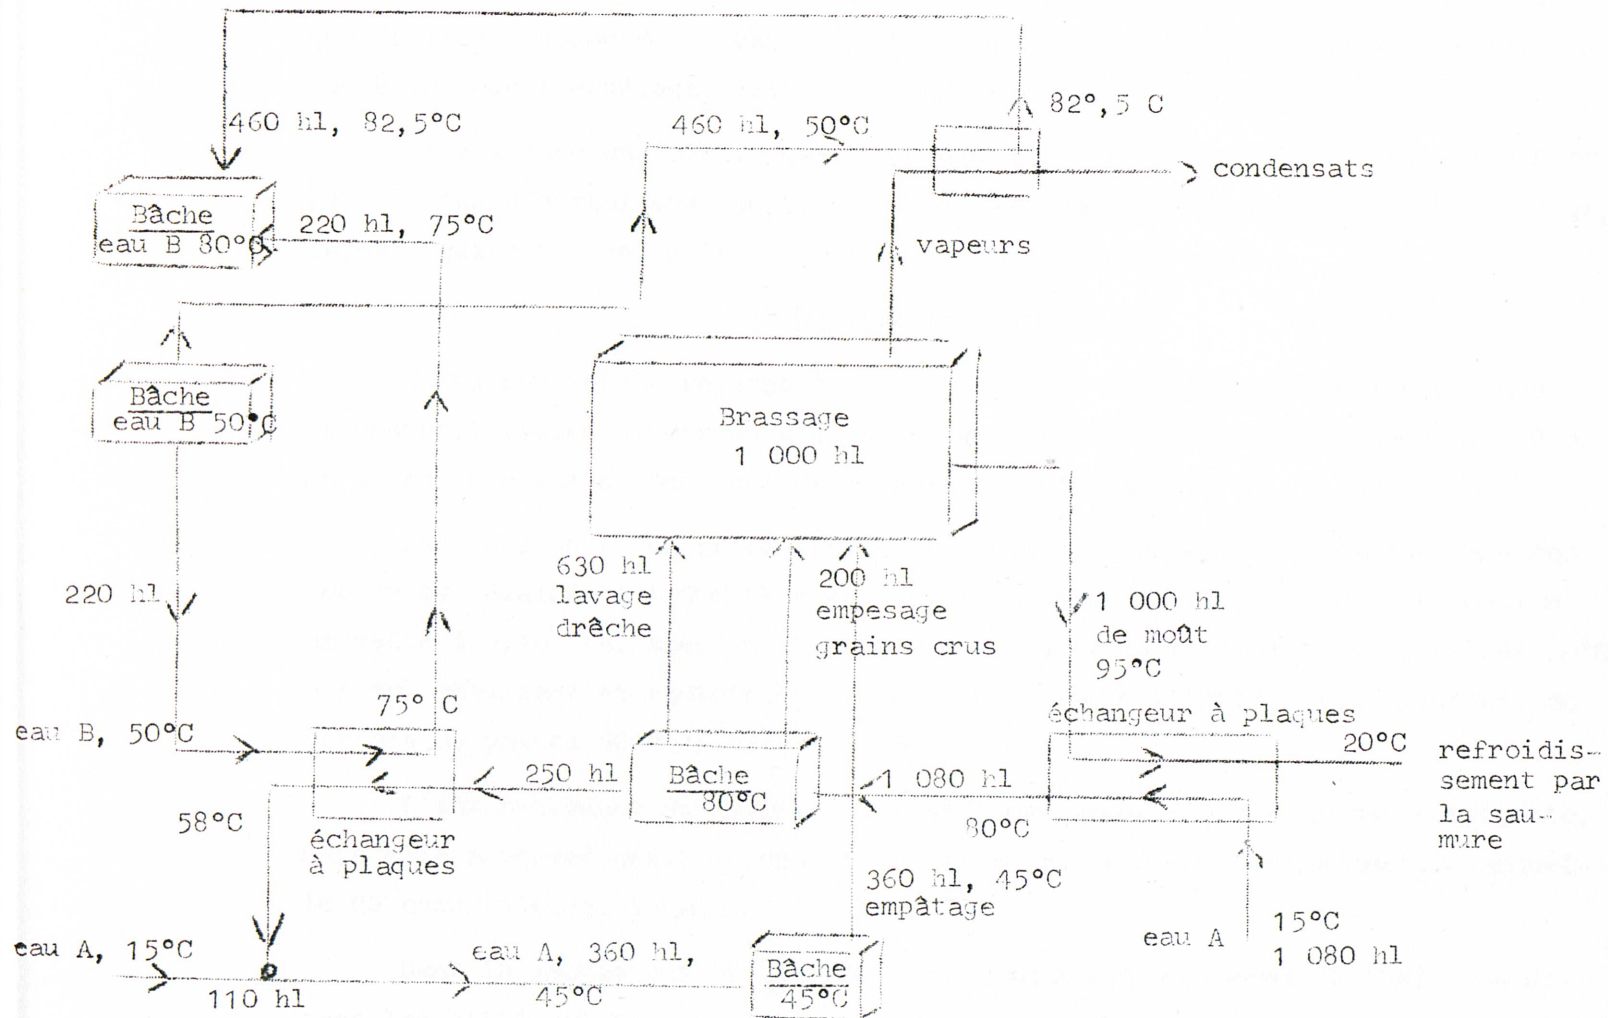 82°,5 C
460 hl, 82,5°C
460 hl, 50°C
condensats
Bâche
eau B 80°C
220 hl, 75°C
vapeurs
Bâche
eau B 50°C
Brassage
1 000 hl
220 hl
630 hl
lavage
drêche
200 hl
empesage
grains crus
1 000 hl
de moût
95°C
75° C
échangeur à plaques
eau B, 50°C
20°C
refroidis-
sement par
la sau-
mure
250 hl
Bâche
80°C
1 080 hl
80°C
58°C
échangeur
à plaques
360 hl, 45°C
empâtage
eau A
15°C
1 080 hl
eau A, 15°C
110 hl
eau A, 360 hl,
45°C
Bâche
45°C